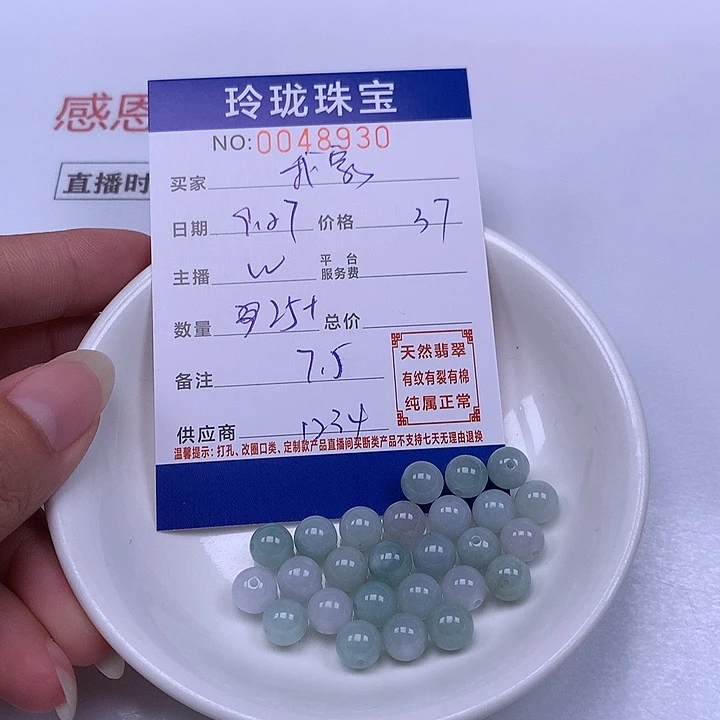 感恩
直播时
玲珑珠宝
NO:0048930
买家
日期 9.27 价格 37
主播 W 平台服务费
数量 25+ 总价
备注 7.5
天然翡翠
有纹有裂有棉
纯属正常
供应商 1234
温馨提示：打孔、改圈口类、定制款产品直播间买断类产品不支持七天无理由退换